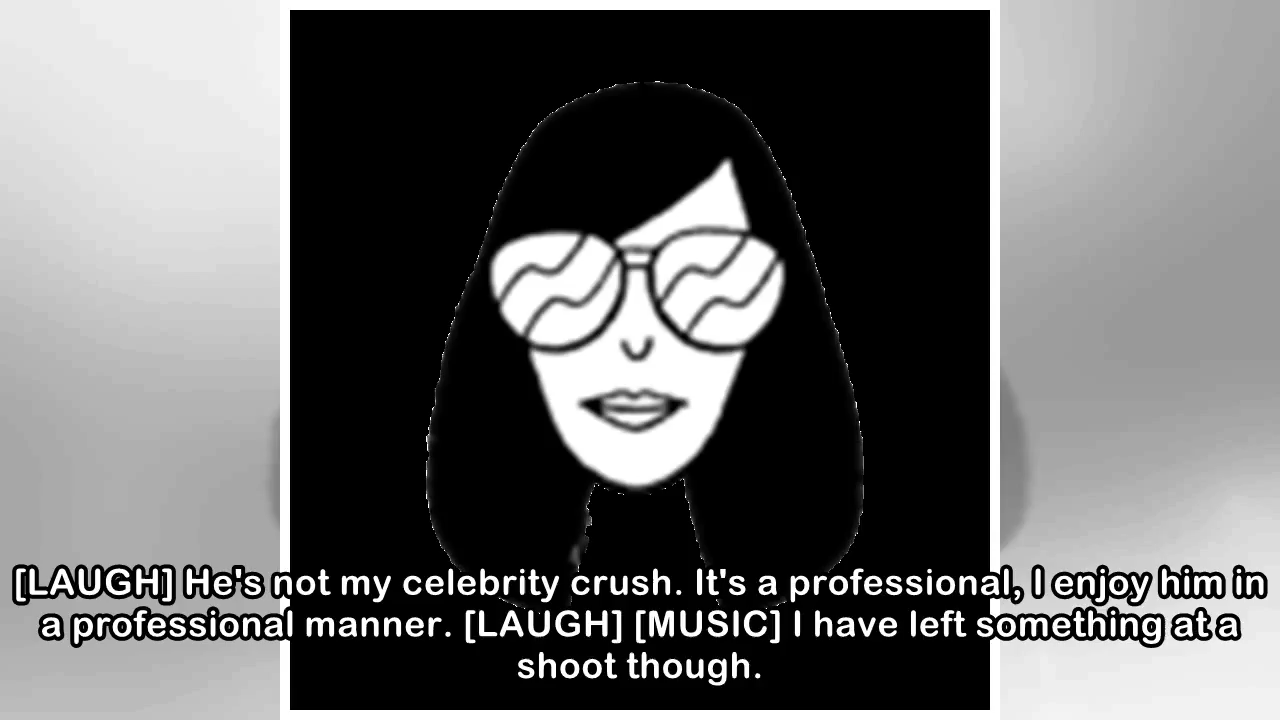 [LAUGH] He's not my celebrity crush. It's a professional, I enjoy him in
a professional manner. [LAUGH] [MUSIC] I have left something at a
shoot though.